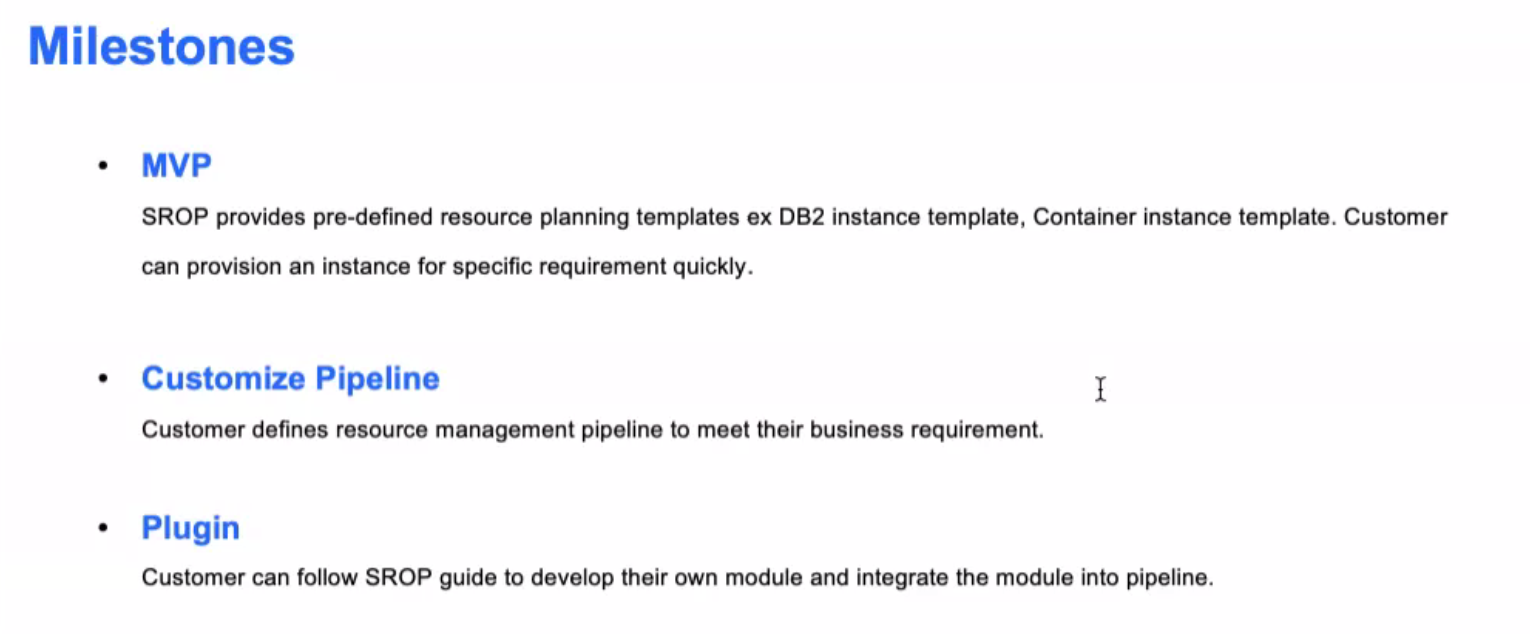 Milestones
• MVP
SROP provides pre-defined resource planning templates ex DB2 instance template, Container instance template. Customer
can provision an instance for specific requirement quickly.
• Customize Pipeline
Customer defines resource management pipeline to meet their business requirement.
• Plugin
Customer can follow SROP guide to develop their own module and integrate the module into pipeline.